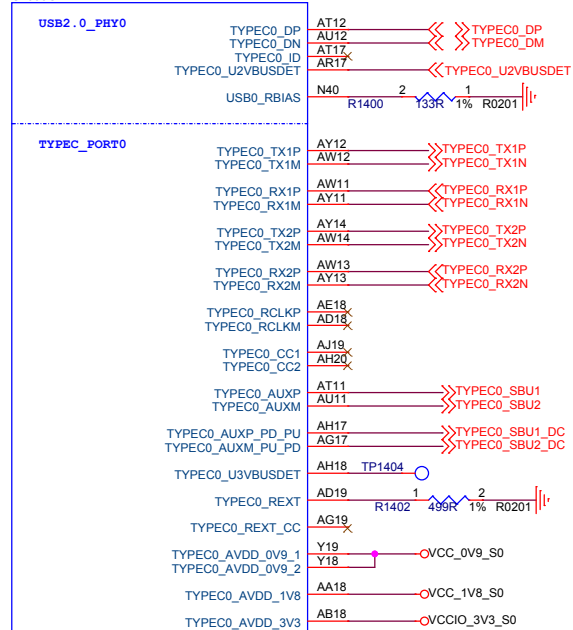 USB2.0_PHY0
TYPEC0_DP AT12 TYPEC0_DP
TYPEC0_DN AU12 TYPEC0_DM
TYPEC0_ID AT17
TYPEC0_U2VBUSDET AR17 TYPEC0_U2VBUSDET
USB0_RBIAS N40 2 1
R1400 133R 1% R0201
TYPEC_PORT0
TYPEC0_TX1P AY12 TYPEC0_TX1P
TYPEC0_TX1M AW12 TYPEC0_TX1N
TYPEC0_RX1P AW11 TYPEC0_RX1P
TYPEC0_RX1M AY11 TYPEC0_RX1N
TYPEC0_TX2P AY14 TYPEC0_TX2P
TYPEC0_TX2M AW14 TYPEC0_TX2N
TYPEC0_RX2P AW13 TYPEC0_RX2P
TYPEC0_RX2M AY13 TYPEC0_RX2N
TYPEC0_RCLKP AE18
TYPEC0_RCLKM AD18
TYPEC0_CC1 AJ19
TYPEC0_CC2 AH20
TYPEC0_AUXP AT11 TYPEC0_SBU1
TYPEC0_AUXM AU11 TYPEC0_SBU2
TYPEC0_AUXP_PD_PU AH17 TYPEC0_SBU1_DC
TYPEC0_AUXM_PU_PD AG17 TYPEC0_SBU2_DC
TYPEC0_U3VBUSDET AH18 TP1404
TYPEC0_REXT AD19 1 2
R1402 499R 1% R0201
TYPEC0_REXT_CC AG19
TYPEC0_AVDD_0V9_1 Y19 VCC_0V9_S0
TYPEC0_AVDD_0V9_2 Y18
TYPEC0_AVDD_1V8 AA18 VCC_1V8_S0
TYPEC0_AVDD_3V3 AB18 VCCIO_3V3_S0